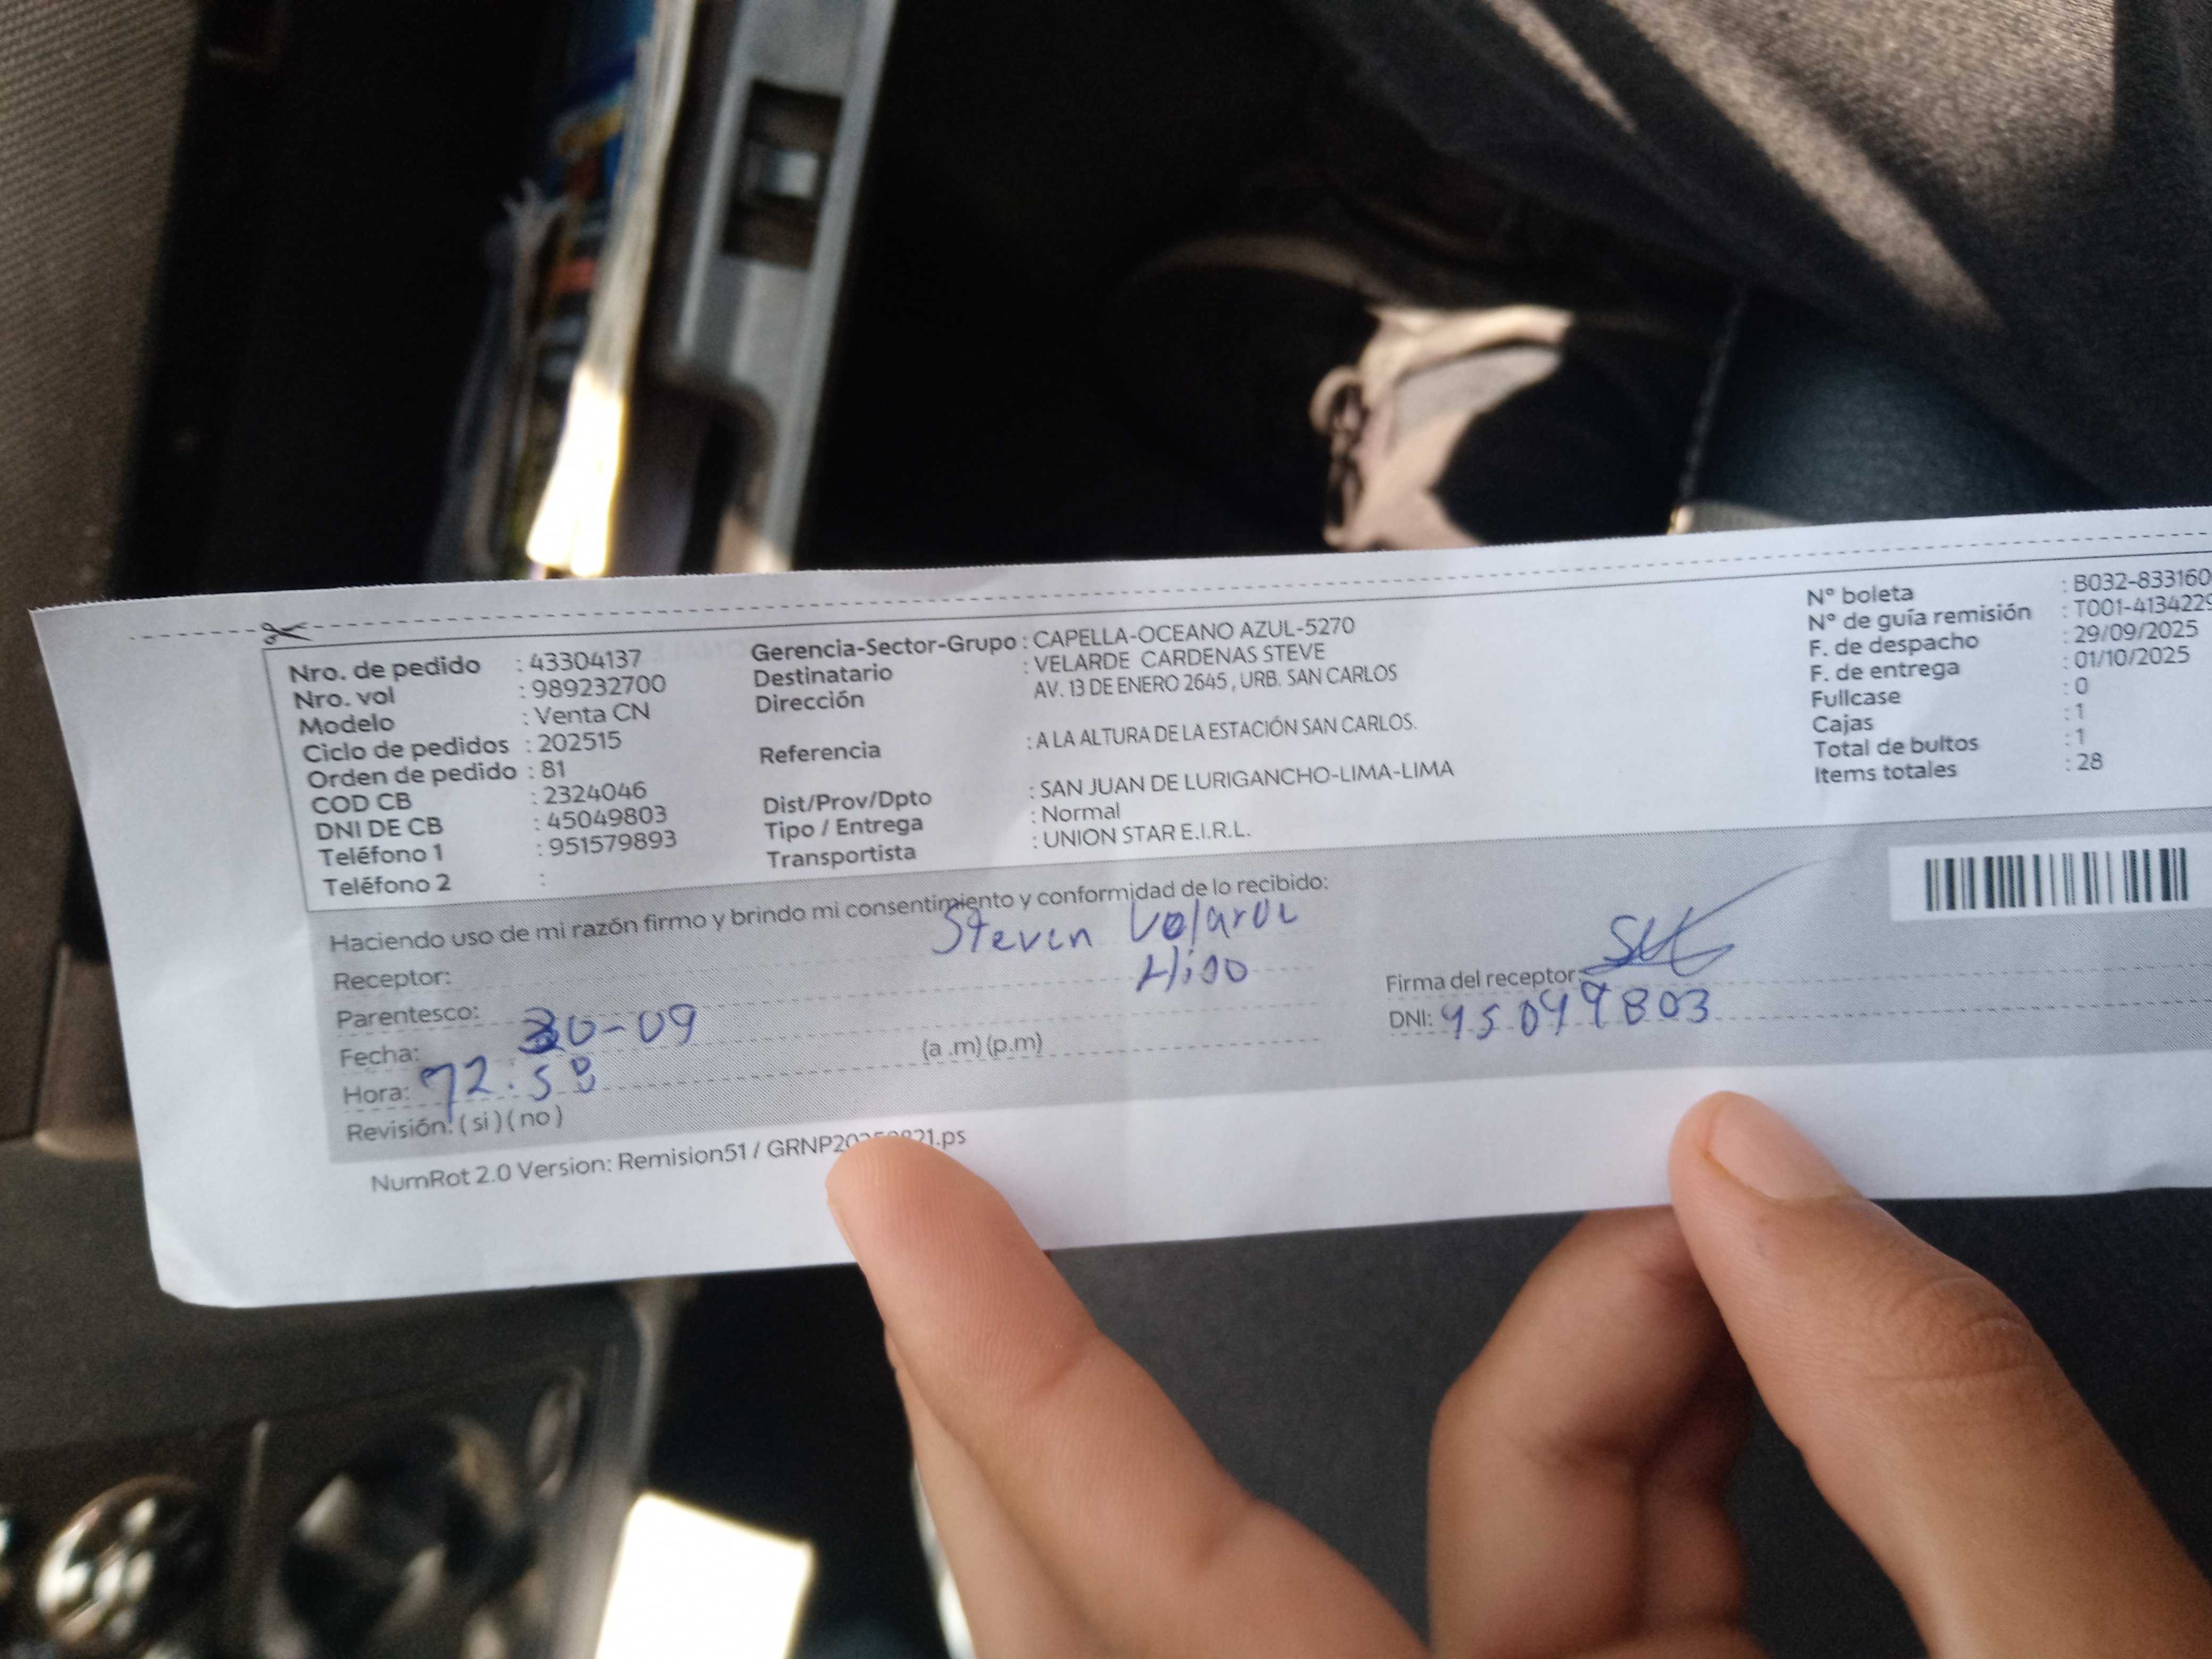 Nro. de pedido : 43304137
Nro. vol : 989232700
Modelo : Venta CN
Ciclo de pedidos : 202515
Orden de pedido : 81
COD CB : 2324046
DNI DE CB : 45049803
Teléfono 1 : 951579893
Teléfono 2 :
Gerencia-Sector-Grupo : CAPELLA-OCEANO AZUL-5270
Destinatario : VELARDE CARDENAS STEVE
Dirección AV. 13 DE ENERO 2645 , URB. SAN CARLOS
Referencia : A LA ALTURA DE LA ESTACIÓN SAN CARLOS.
Dist/Prov/Dpto : SAN JUAN DE LURIGANCHO-LIMA-LIMA
Tipo / Entrega : Normal
Transportista : UNION STAR E.I.R.L.
N° boleta : B032-833160
N° de guía remisión : T001-4134229
F. de despacho : 29/09/2025
F. de entrega : 01/10/2025
Fullcase : 0
Cajas : 1
Total de bultos : 1
Items totales : 28
Haciendo uso de mi razón firmo y brindo mi consentimiento y conformidad de lo recibido:
Receptor: Steven Velarde
Parentesco:
Fecha: 30-09
Hora: 12:58 (a .m) (p.m)
Revisión: ( si ) ( no )
Firma del receptor:
DNI: 45049803
NumRot 2.0 Version: Remision51 /